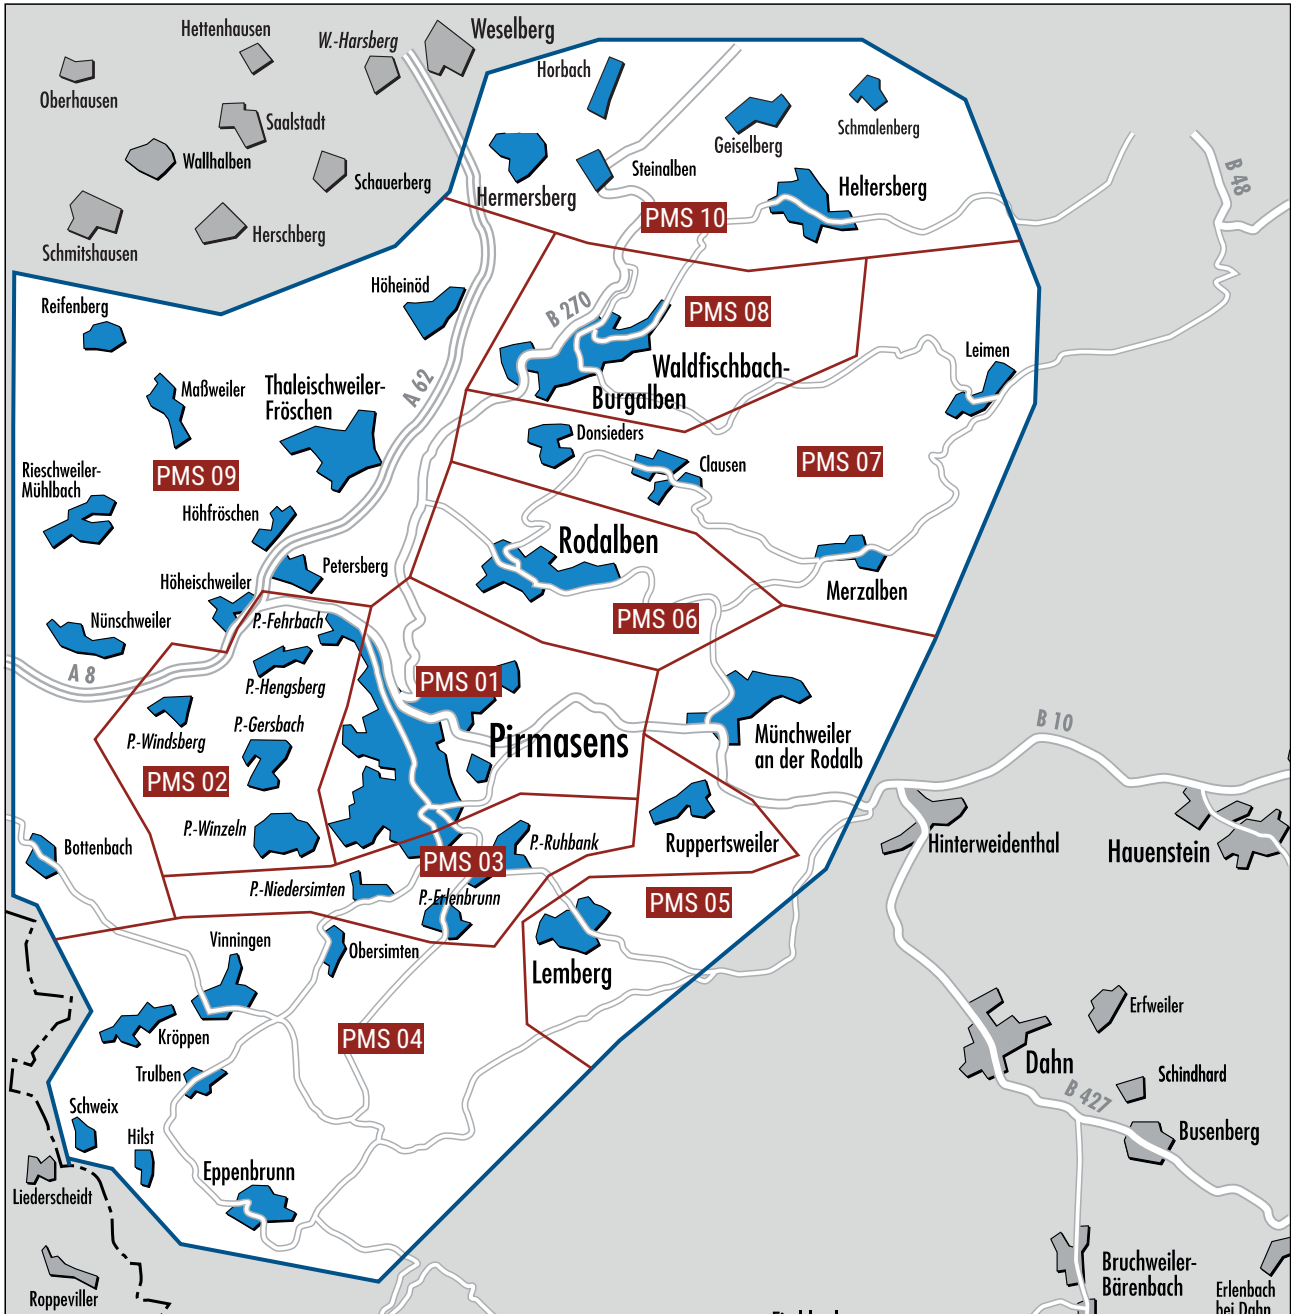 Hettenhausen
W.-Harsberg
Weselberg
Oberhausen
Saalstadt
Wallhalben
Schauerberg
Schmitshausen
Herschberg
Horbach
Geiselberg
Schmalenberg
Steinalben
Hermersberg
Heltersberg
PMS 10
B 48
Reifenberg
Höheinöd
B 270
PMS 08
Waldfischbach-
Burgalben
Leimen
Maßweiler
Thaleischweiler-
Fröschen
A 62
Donsieders
Clausen
PMS 07
Rieschweiler-
Mühlbach
PMS 09
Höhfröschen
Rodalben
Petersberg
Höheischweiler
Merzalben
PMS 06
Nünschweiler
P.-Fehrbach
A 8
P.-Hengsberg
PMS 01
P.-Gersbach
P.-Windsberg
Pirmasens
Münchweiler
an der Rodalb
B 10
PMS 02
P.-Winzeln
Bottenbach
P.-Ruhbank
Ruppertsweiler
Hinterweidenthal
Hauenstein
PMS 03
P.-Niedersimten
P.-Erlenbrunn
PMS 05
Vinningen
Obersimten
Lemberg
Kröppen
PMS 04
Erfweiler
Trulben
Dahn
Schindhard
B 427
Schweix
Hilst
Busenberg
Eppenbrunn
Liederscheidt
Bruchweiler-
Bärenbach
Roppeviller
Erlenbach
bei Dahn